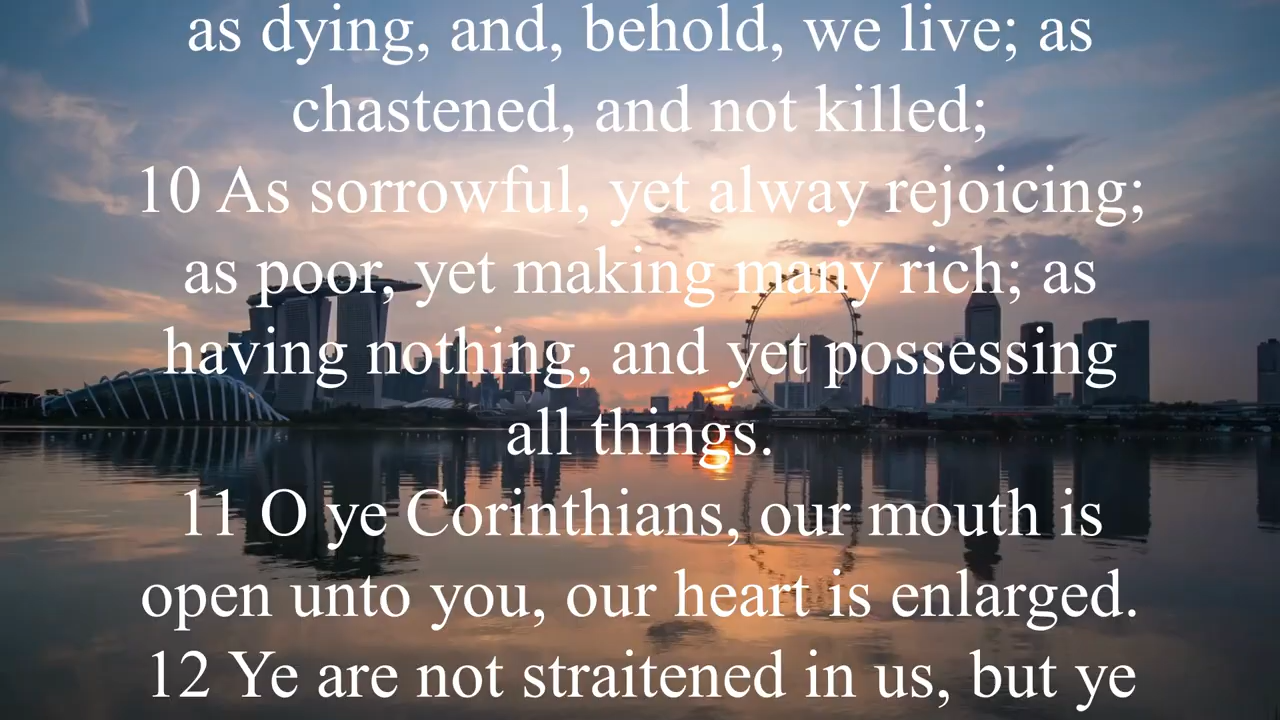 as dying, and, behold, we live; as
chastened, and not killed;
10 As sorrowful, yet alway rejoicing;
as poor, yet making many rich; as
having nothing, and yet possessing
all things.
11 O ye Corinthians, our mouth is
open unto you, our heart is enlarged.
12 Ye are not straitened in us, but ye